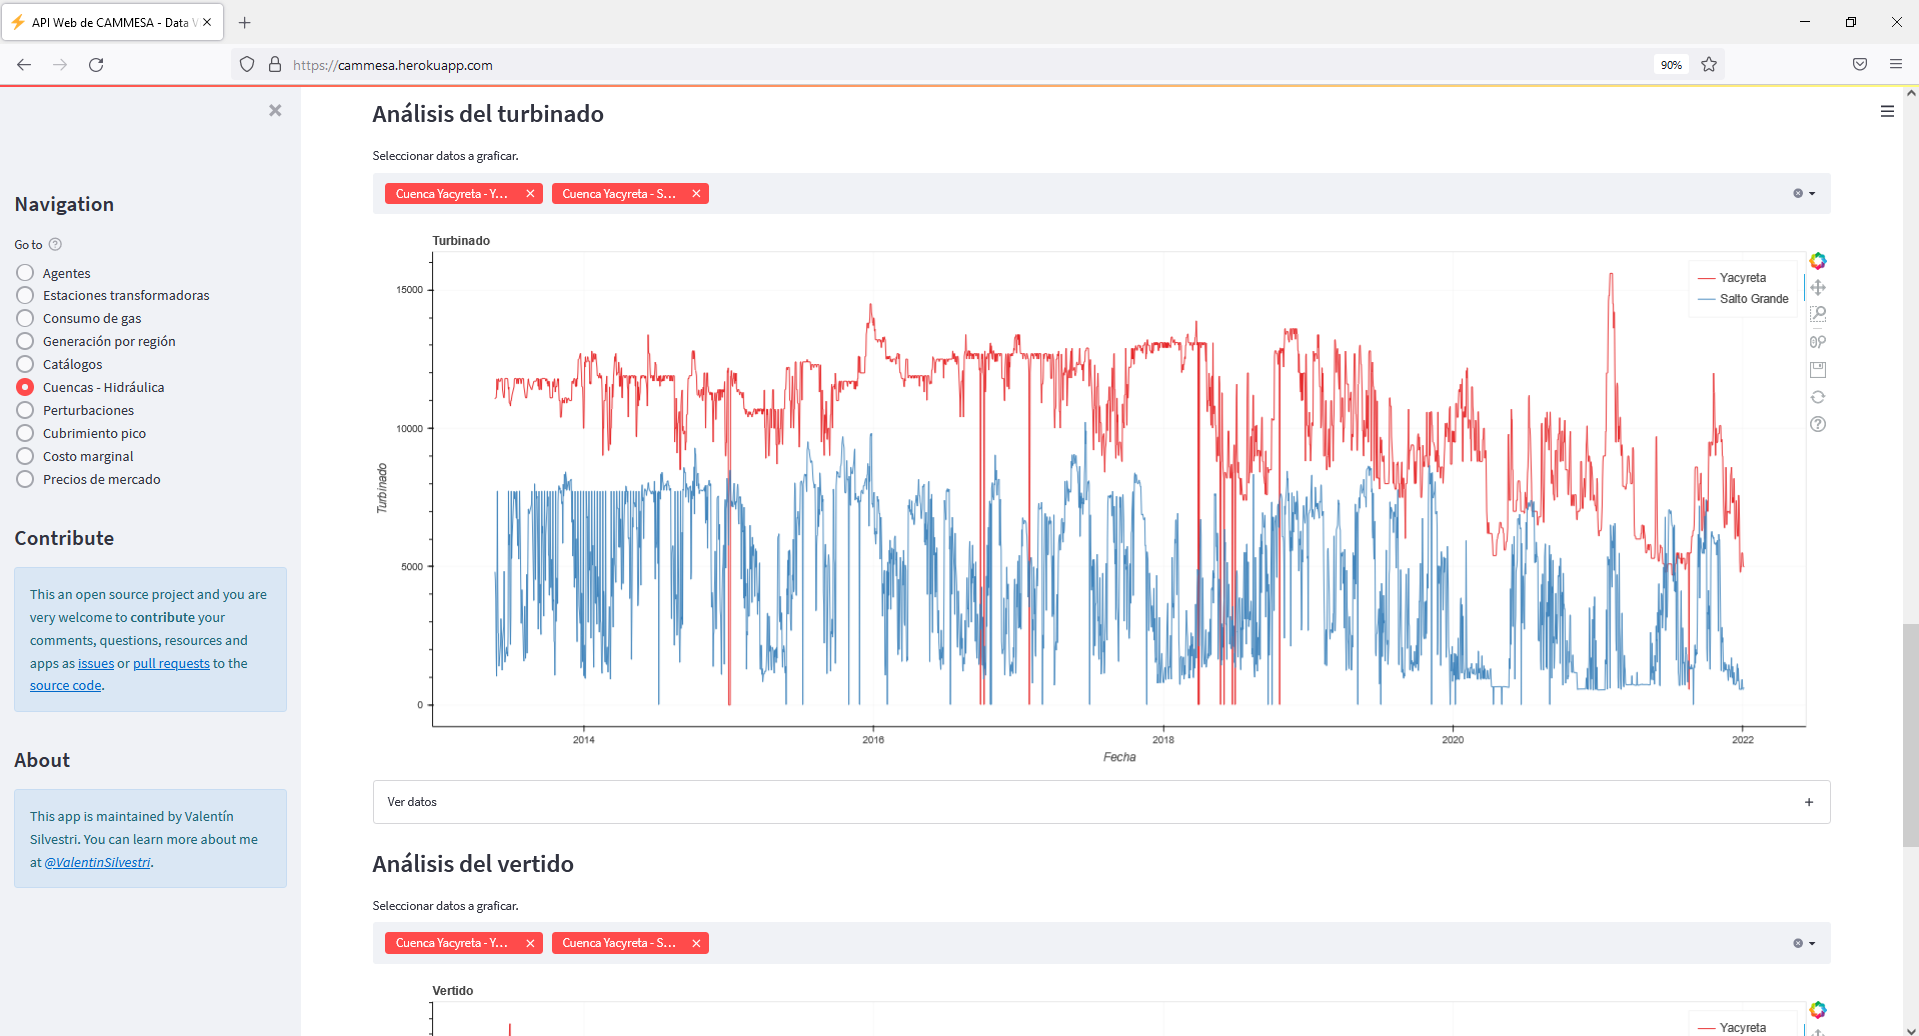 API Web de CAMMESA - Data V
https://cammesa.herokuapp.com
90%
Navigation
Go to
Agentes
Estaciones transformadoras
Consumo de gas
Generación por región
Catálogos
Cuencas - Hidráulica
Perturbaciones
Cubrimiento pico
Costo marginal
Precios de mercado
Contribute
This an open source project and you are
very welcome to contribute your
comments, questions, resources and
apps as issues or pull requests to the
source code.
About
This app is maintained by Valentín
Silvestri. You can learn more about me
at @ValentinSilvestri.
Análisis del turbinado
Seleccionar datos a graficar.
Cuenca Yacyreta - Y...
Cuenca Yacyreta - S...
Turbinado
Yacyreta
Salto Grande
15000
10000
5000
0
Turbinado
2014
2016
2018
2020
2022
Fecha
Ver datos
Análisis del vertido
Seleccionar datos a graficar.
Cuenca Yacyreta - Y...
Cuenca Yacyreta - S...
Vertido
Yacyreta